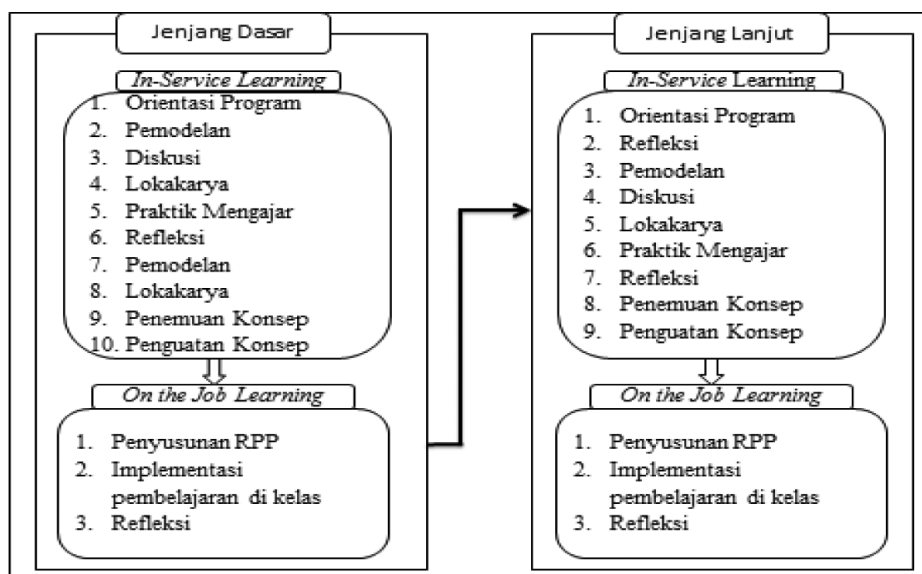 Jenjang Dasar
In-Service Learning
1. Orientasi Program
2. Pemodelan
3. Diskusi
4. Lokakarya
5. Praktik Mengajar
6. Refleksi
7. Pemodelan
8. Lokakarya
9. Penemuan Konsep
10. Penguatan Konsep
On the Job Learning
1. Penyusunan RPP
2. Implementasi
pembelajaran di kelas
3. Refleksi
Jenjang Lanjut
In-Service Learning
1. Orientasi Program
2. Refleksi
3. Pemodelan
4. Diskusi
5. Lokakarya
6. Praktik Mengajar
7. Refleksi
8. Penemuan Konsep
9. Penguatan Konsep
On the Job Learning
1. Penyusunan RPP
2. Implementasi
pembelajaran di kelas
3. Refleksi